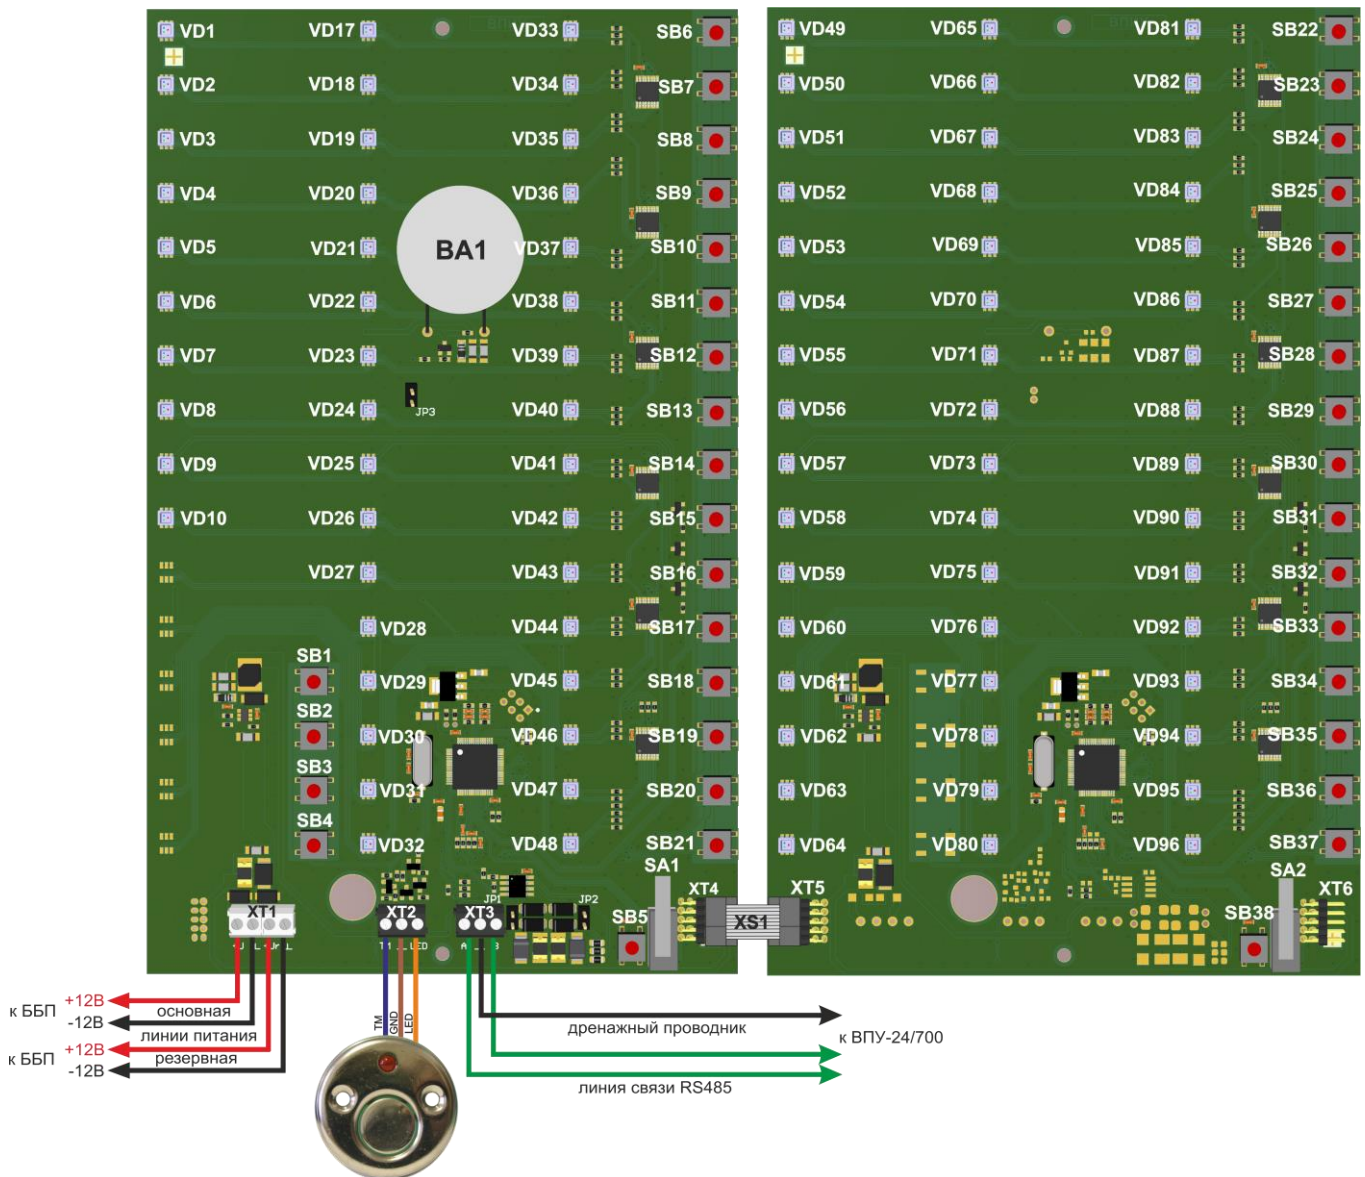 VD1 VD17 VD33 SB6 VD49 VD65 VD81 SB22
VD2 VD18 VD34 SB7 VD50 VD66 VD82 SB23
VD3 VD19 VD35 SB8 VD51 VD67 VD83 SB24
VD4 VD20 VD36 SB9 VD52 VD68 VD84 SB25
VD5 VD21 BA1 VD37 SB10 VD53 VD69 VD85 SB26
VD6 VD22 VD38 SB11 VD54 VD70 VD86 SB27
VD7 VD23 VD39 SB12 VD55 VD71 VD87 SB28
VD8 VD24 JP3 VD40 SB13 VD56 VD72 VD88 SB29
VD9 VD25 VD41 SB14 VD57 VD73 VD89 SB30
VD10 VD26 VD42 SB15 VD58 VD74 VD90 SB31
VD27 VD43 SB16 VD59 VD75 VD91 SB32
VD28 VD44 SB17 VD60 VD76 VD92 SB33
SB1 VD29 VD45 SB18 VD61 VD77 VD93 SB34
SB2 VD30 VD46 SB19 VD62 VD78 VD94 SB35
SB3 VD31 VD47 SB20 VD63 VD79 VD95 SB36
SB4 VD32 VD48 SB21 VD64 VD80 VD96 SB37
SA1 XT4 XT5 SA2 XT6
XT1 XT2 XT3 JP1 JP2 SB5 XS1 SB38
LED
к ББП +12В основная
-12В
линии питания
к ББП +12В резервная
-12В
TM GND LED
дренажный проводник
к ВПУ-24/700
линия связи RS485